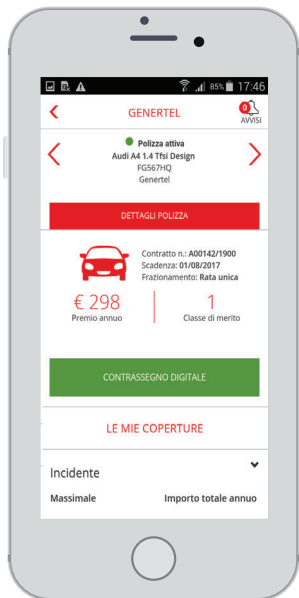 85% 17:46
GENERTEL
0
AVVISI
Polizza attiva
Audi A4 1.4 Tfsi Design
FG567HQ
Genertel
DETTAGLI POLIZZA
Contratto n.: A00142/1900
Scadenza: 01/08/2017
Frazionamento: Rata unica
€ 298
Premio annuo
1
Classe di merito
CONTRASSEGNO DIGITALE
LE MIE COPERTURE
Incidente
Massimale Importo totale annuo